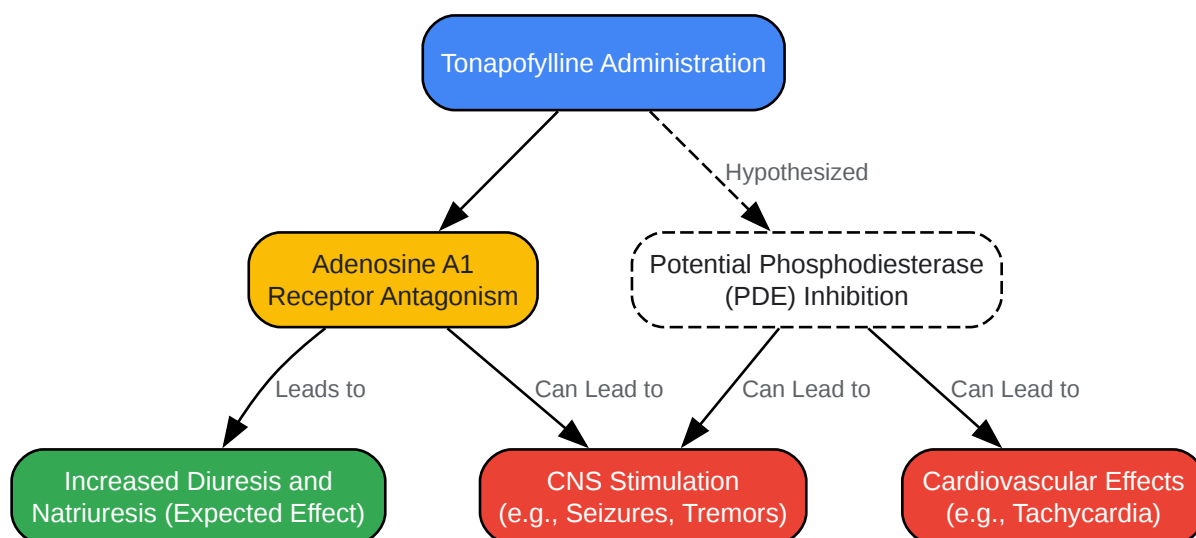 Tonapofylline Administration
Hypothesized
Adenosine A1
Receptor Antagonism
Potential Phosphodiesterase
(PDE) Inhibition
Leads to
Can Lead to
Can Lead to
Can Lead to
Increased Diuresis and
Natriuresis (Expected Effect)
CNS Stimulation
(e.g., Seizures, Tremors)
Cardiovascular Effects
(e.g., Tachycardia)